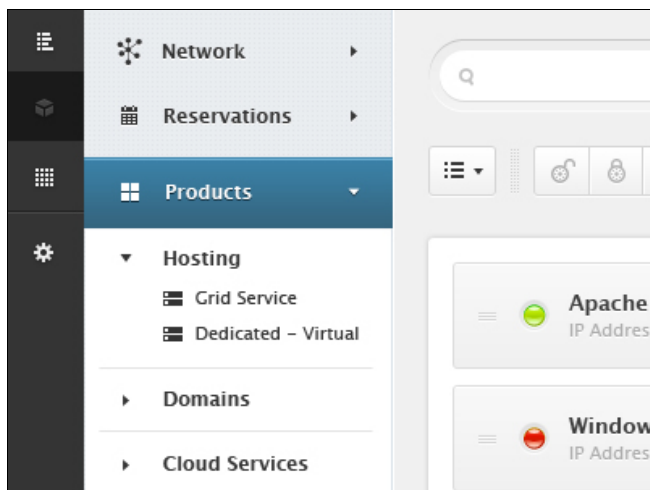 Network
Reservations
Products
Hosting
Grid Service
Dedicated – Virtual
Domains
Cloud Services
Apache
IP Addres
Window
IP Addres